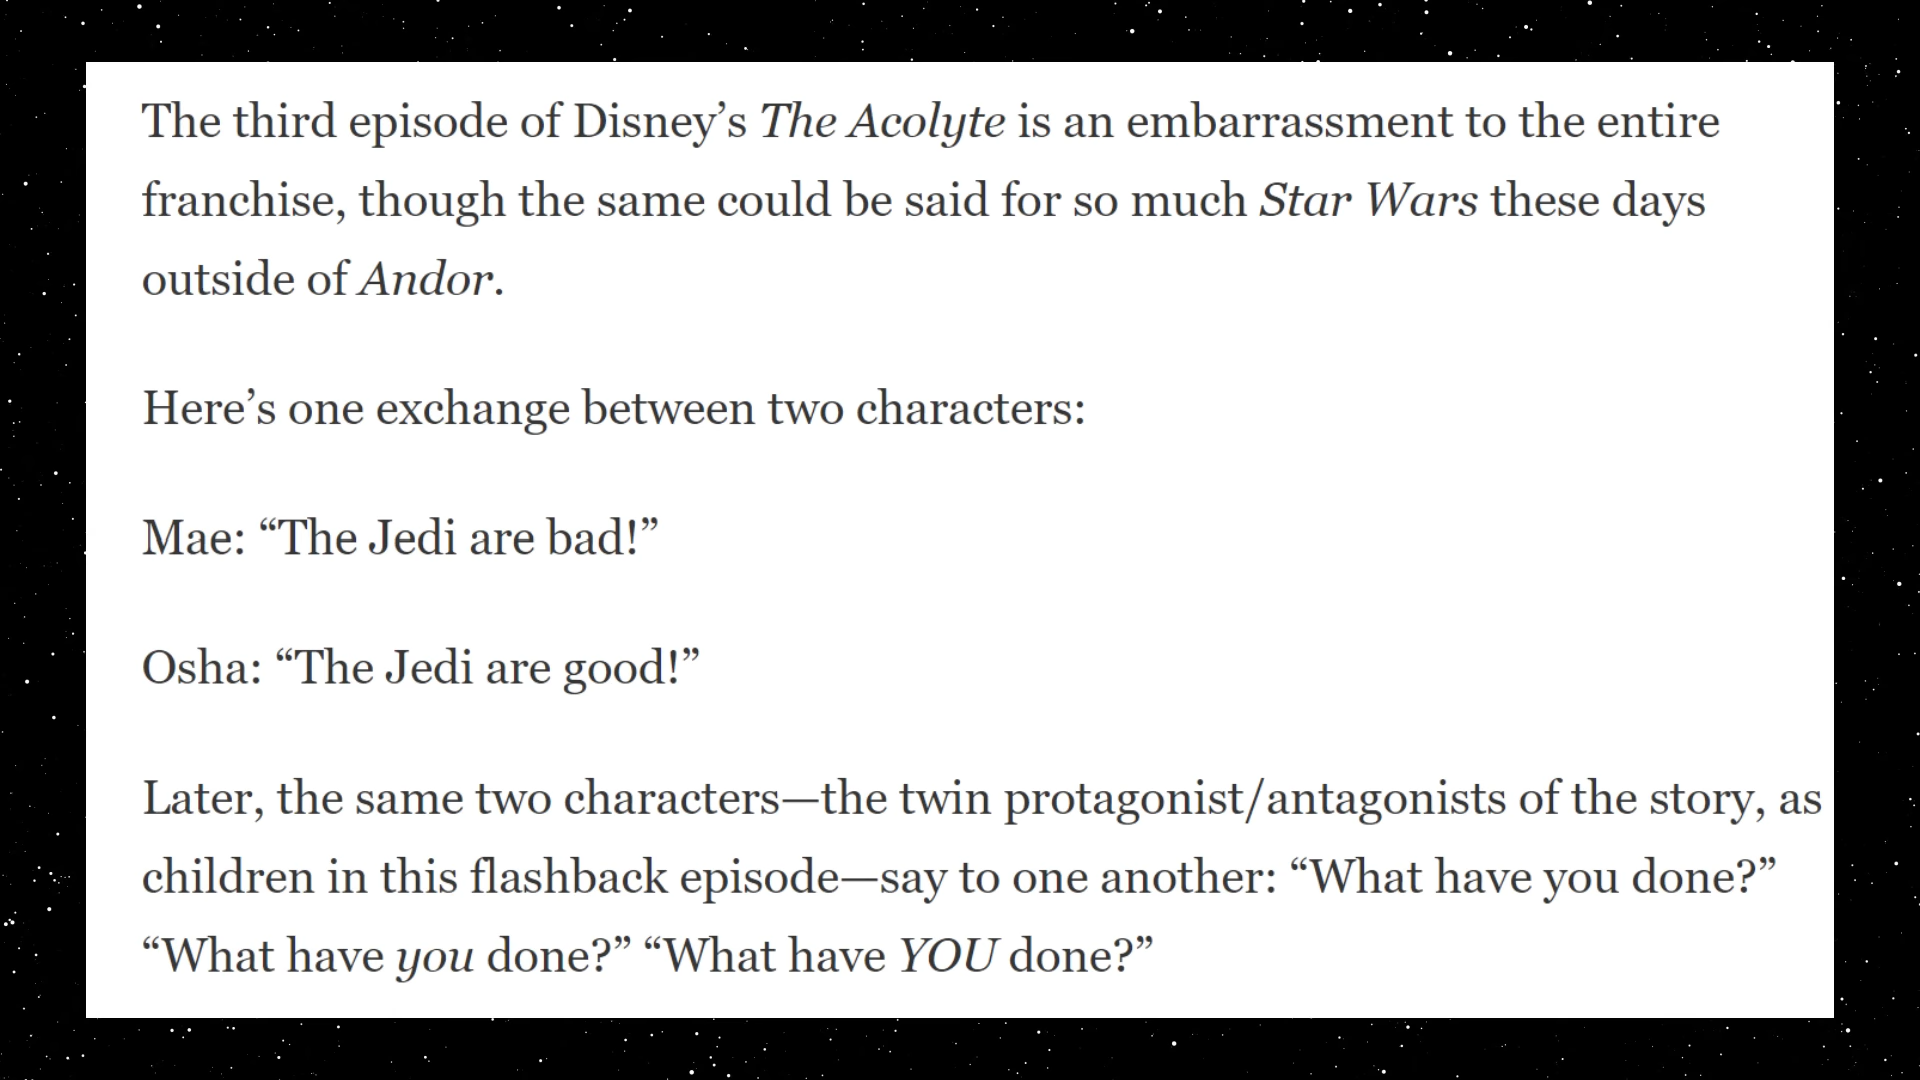 The third episode of Disney’s The Acolyte is an embarrassment to the entire
franchise, though the same could be said for so much Star Wars these days
outside of Andor.
Here’s one exchange between two characters:
Mae: “The Jedi are bad!”
Osha: “The Jedi are good!”
Later, the same two characters—the twin protagonist/antagonists of the story, as
children in this flashback episode—say to one another: “What have you done?”
“What have you done?” “What have YOU done?”